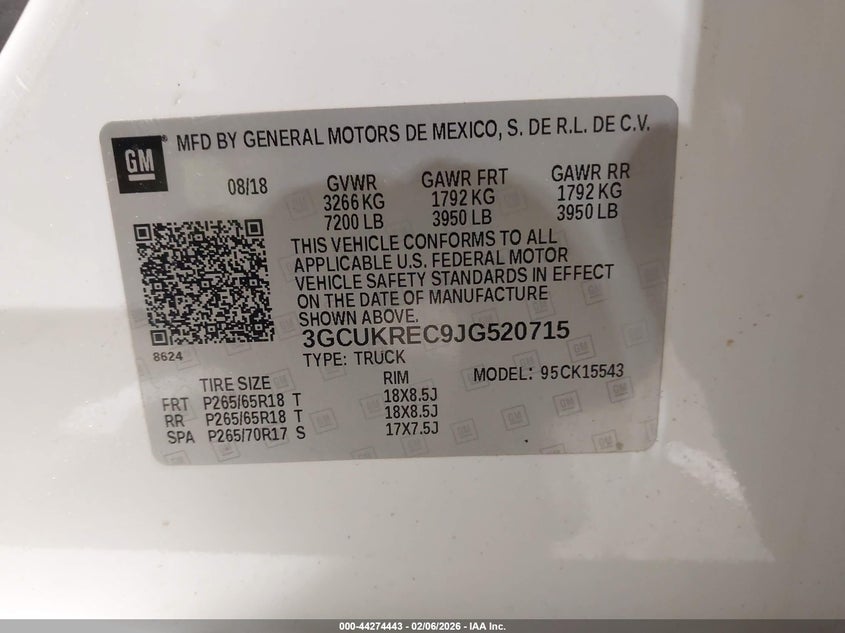 GM
® MFD BY GENERAL MOTORS DE MEXICO, S. DE R.L. DE C.V.
08/18 GVWR GAWR FRT GAWR RR
3266 KG 1792 KG 1792 KG
7200 LB 3950 LB 3950 LB
THIS VEHICLE CONFORMS TO ALL
APPLICABLE U.S. FEDERAL MOTOR
VEHICLE SAFETY STANDARDS IN EFFECT
ON THE DATE OF MANUFACTURE
SHOWN ABOVE.
8624
3GCUKREC9JG520715
TYPE: TRUCK MODEL: 95CK15543
TIRE SIZE RIM
FRT P265/65R18 T 18X8.5J
RR P265/65R18 T 18X8.5J
SPA P265/70R17 S 17X7.5J
000-44274443 - 02/06/2026 - IAA Inc.